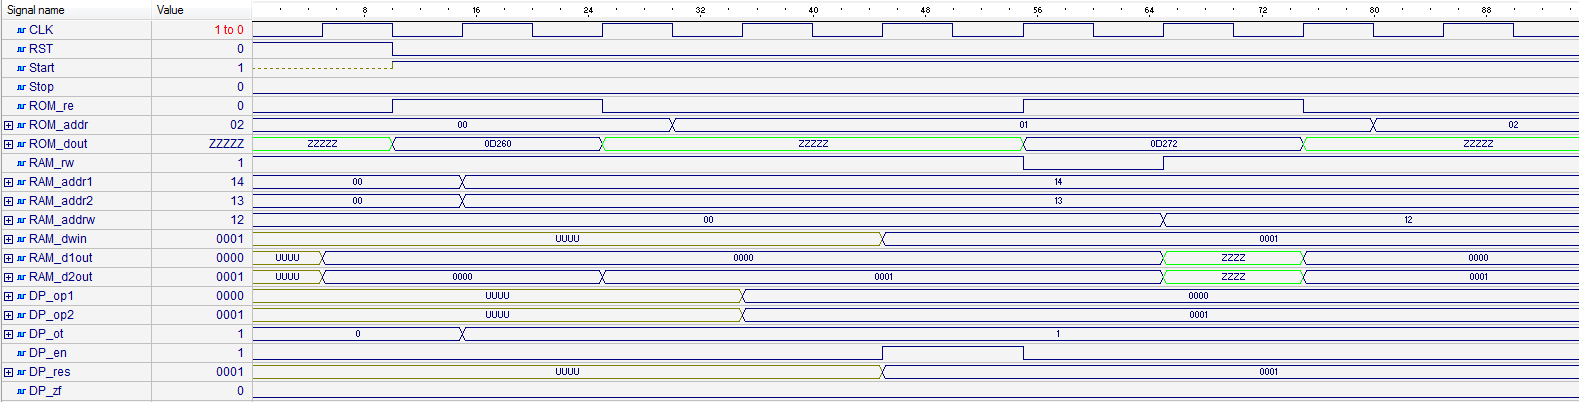 Signal name Value 8 16 24 32 40 48 56 64 72 80 88
CLK 1 to 0
RST 0
Start 1
Stop 0
ROM_re 0
ROM_addr 02 00 01 02
ROM_dout ZZZZZ ZZZZZ 0D260 ZZZZZ 0D272 ZZZZZ
RAM_rw 1
RAM_addr1 14 00 14
RAM_addr2 13 00 13
RAM_addrw 12 00 12
RAM_dwin 0001 UUUU 0001
RAM_d1out 0000 UUUU 0000 ZZZZ 0000
RAM_d2out 0001 UUUU 0000 0001 ZZZZ 0001
DP_op1 0000 UUUU 0000
DP_op2 0001 UUUU 0001
DP_ot 1 0 1
DP_en 1
DP_res 0001 UUUU 0001
DP_zf 0